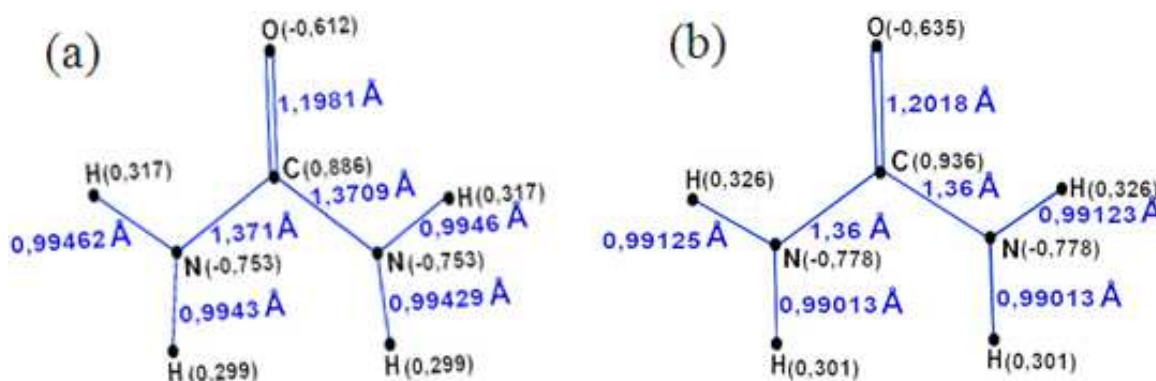 (a)
O(-0,612)
1,1981 Å
C(0,886)
H(0,317)
H(0,317)
1,3709 Å
0,9946 Å
0,99462 Å
1,371Å
N(-0,753)
N(-0,753)
0,9943 Å
0,99429 Å
H(0,299)
H(0,299)
(b)
O(-0,635)
1,2018 Å
C(0,936)
H(0,326)
H(0,326)
1,36 Å
0,99123 Å
0,99125 Å
1,36 Å
N(-0,778)
N(-0,778)
0,99013 Å
0,99013 Å
H(0,301)
H(0,301)